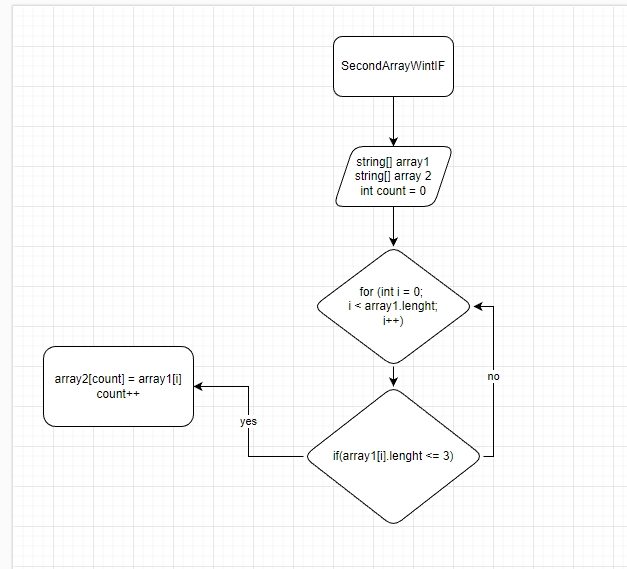 SecondArrayWintIF
string[] array1
string[] array 2
int count = 0
for (int i = 0;
i < array1.lenght;
i++)
no
array2[count] = array1[i]
count++
yes
if(array1[i].lenght <= 3)